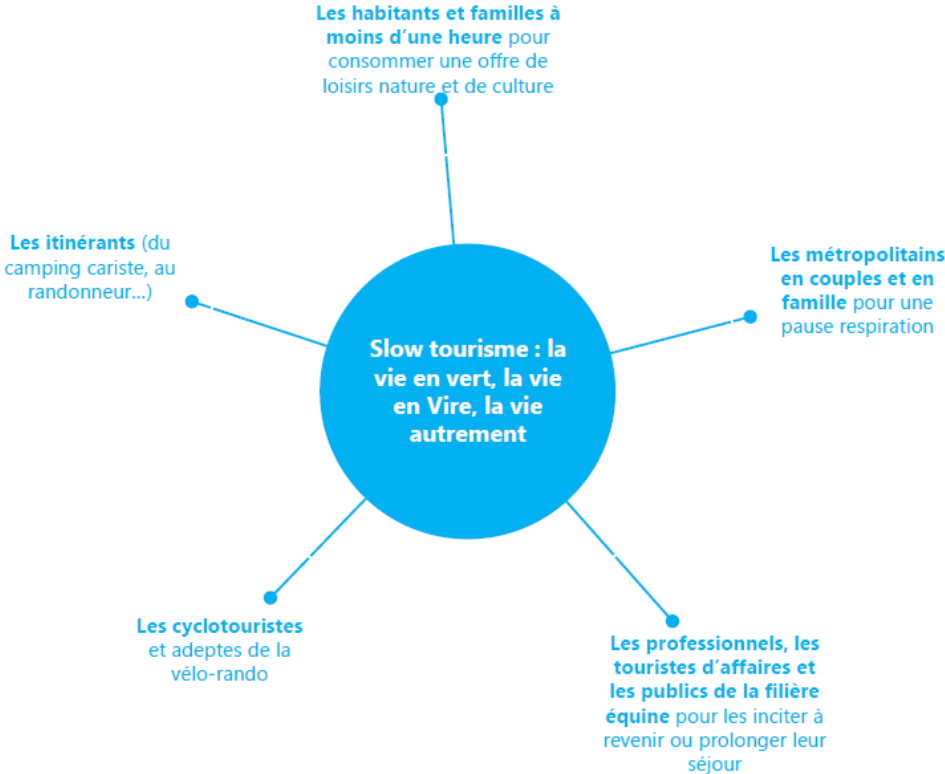 Les habitants et familles à
moins d'une heure pour
consommer une offre de
loisirs nature et de culture
Les itinérants (du
camping cariste, au
randonneur...)
Les métropolitains
en couples et en
famille pour une
pause respiration
Slow tourisme : la
vie en vert, la vie
en Vire, la vie
autrement
Les cyclotouristes
et adeptes de la
vélo-rando
Les professionnels, les
touristes d'affaires et
les publics de la filière
équine pour les inciter à
revenir ou prolonger leur
séjour